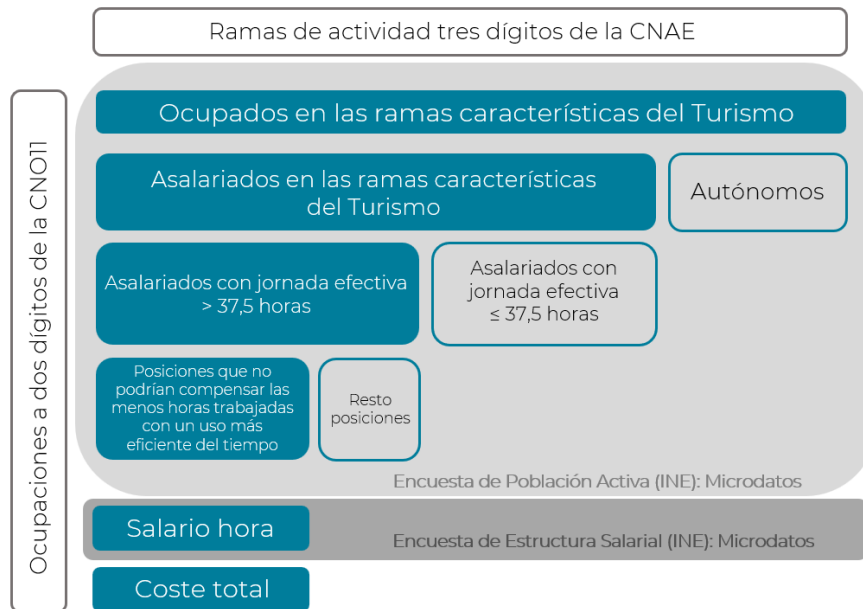 Ramas de actividad tres dígitos de la CNAE
Ocupaciones a dos dígitos de la CNO11
Ocupados en las ramas características del Turismo
Asalariados en las ramas características
del Turismo
Autónomos
Asalariados con jornada efectiva
> 37,5 horas
Asalariados con
jornada efectiva
≤ 37,5 horas
Posiciones que no
podrían compensar las
menos horas trabajadas
con un uso más
eficiente del tiempo
Resto
posiciones
Encuesta de Población Activa (INE): Microdatos
Salario hora
Encuesta de Estructura Salarial (INE): Microdatos
Coste total